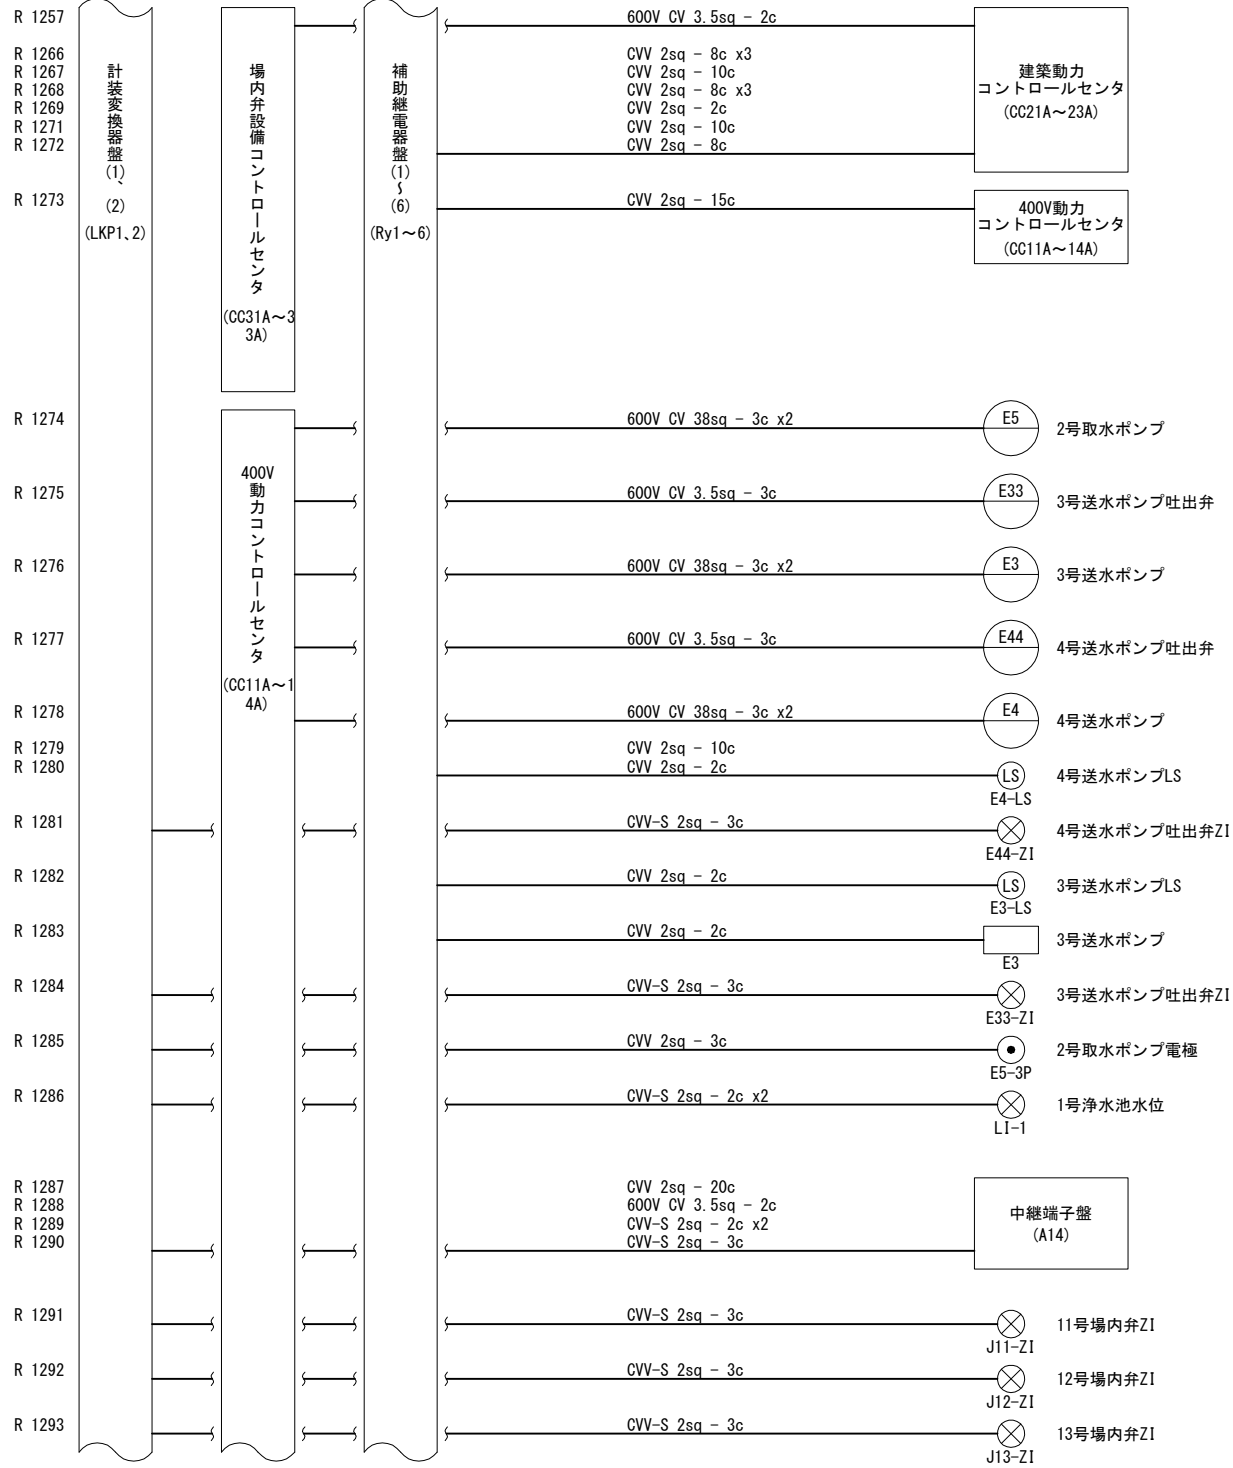 R 1257
600V CV 3.5sq - 2c
R 1266
CVV 2sq - 8c x3
R 1267
CVV 2sq - 10c
R 1268
CVV 2sq - 8c x3
R 1269
CVV 2sq - 2c
R 1271
CVV 2sq - 10c
R 1272
CVV 2sq - 8c
建築動力
コントロールセンタ
(CC21A～23A)
計装変換器盤(1)、(2)
(LKP1、2)
場内弁設備コントロールセンタ
(CC31A～3
3A)
補助継電器盤(1)～(6)
(Ry1～6)
R 1273
CVV 2sq - 15c
400V動力
コントロールセンタ
(CC11A～14A)
400V
動力コントロールセンタ
(CC11A～1
4A)
R 1274
600V CV 38sq - 3c x2
E5
2号取水ポンプ
R 1275
600V CV 3.5sq - 3c
E33
3号送水ポンプ吐出弁
R 1276
600V CV 38sq - 3c x2
E3
3号送水ポンプ
R 1277
600V CV 3.5sq - 3c
E44
4号送水ポンプ吐出弁
R 1278
600V CV 38sq - 3c x2
E4
4号送水ポンプ
R 1279
CVV 2sq - 10c
R 1280
CVV 2sq - 2c
LS
4号送水ポンプLS
E4-LS
R 1281
CVV-S 2sq - 3c
4号送水ポンプ吐出弁ZI
E44-ZI
R 1282
CVV 2sq - 2c
LS
3号送水ポンプLS
E3-LS
R 1283
CVV 2sq - 2c
3号送水ポンプ
E3
R 1284
CVV-S 2sq - 3c
3号送水ポンプ吐出弁ZI
E33-ZI
R 1285
CVV 2sq - 3c
2号取水ポンプ電極
E5-3P
R 1286
CVV-S 2sq - 2c x2
1号浄水池水位
LI-1
R 1287
CVV 2sq - 20c
R 1288
600V CV 3.5sq - 2c
R 1289
CVV-S 2sq - 2c x2
R 1290
CVV-S 2sq - 3c
中継端子盤
(A14)
R 1291
CVV-S 2sq - 3c
11号場内弁ZI
J11-ZI
R 1292
CVV-S 2sq - 3c
12号場内弁ZI
J12-ZI
R 1293
CVV-S 2sq - 3c
13号場内弁ZI
J13-ZI